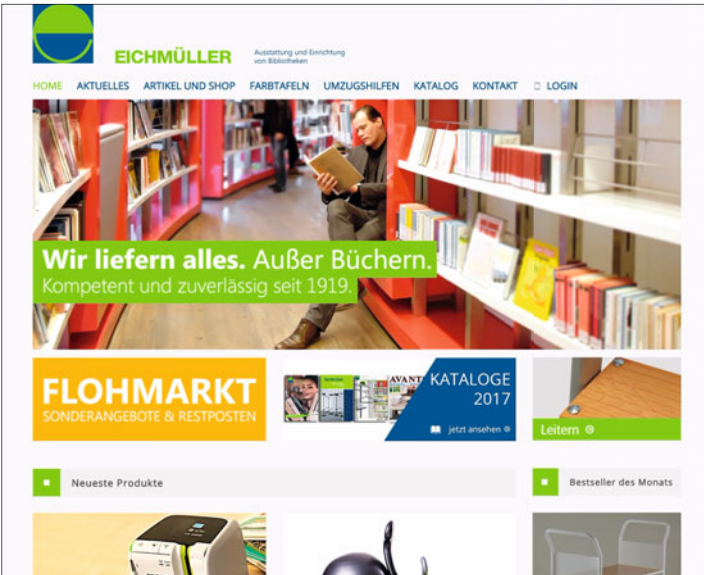 EICHMÜLLER
Ausstattung und Einrichtung
von Bibliotheken
HOME AKTUELLES ARTIKEL UND SHOP FARBTAFELN UMZUGSHILFEN KATALOG KONTAKT LOGIN
Wir liefern alles. Außer Büchern.
Kompetent und zuverlässig seit 1919.
FLOHMARKT
SONDERANGEBOTE & RESTPOSTEN
AVANT
KATALOGE
2017
jetzt ansehen
Leitern
Neueste Produkte
Bestseller des Monats